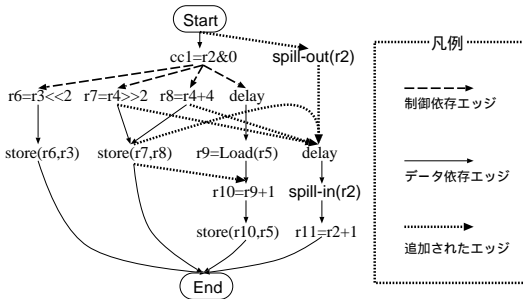 Start
cc1=r2&0
spill-out(r2)
r6=r3<<2
r7=r4>>2
r8=r4+4
delay
store(r6,r3)
store(r7,r8)
r9=Load(r5)
delay
r10=r9+1
spill-in(r2)
store(r10,r5)
r11=r2+1
End
凡例
制御依存エッジ
データ依存エッジ
追加されたエッジ